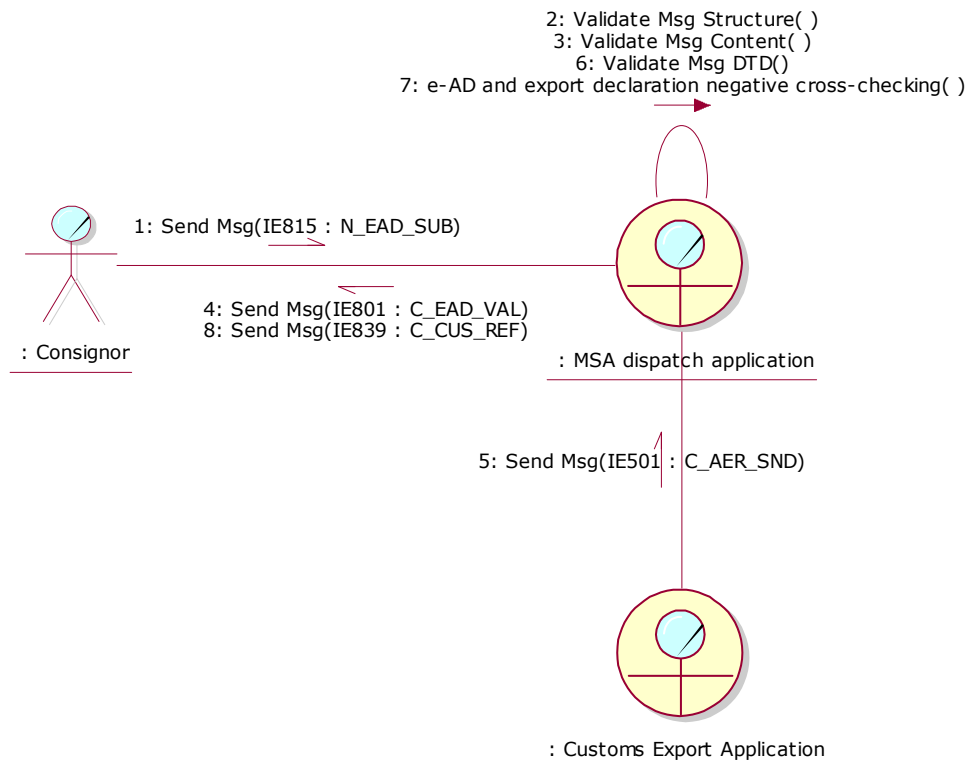 2: Validate Msg Structure( )
3: Validate Msg Content( )
6: Validate Msg DTD()
7: e-AD and export declaration negative cross-checking( )
1: Send Msg(IE815 : N_EAD_SUB)
4: Send Msg(IE801 : C_EAD_VAL)
8: Send Msg(IE839 : C_CUS_REF)
: Consignor
: MSA dispatch application
5: Send Msg(IE501 : C_AER_SND)
: Customs Export Application